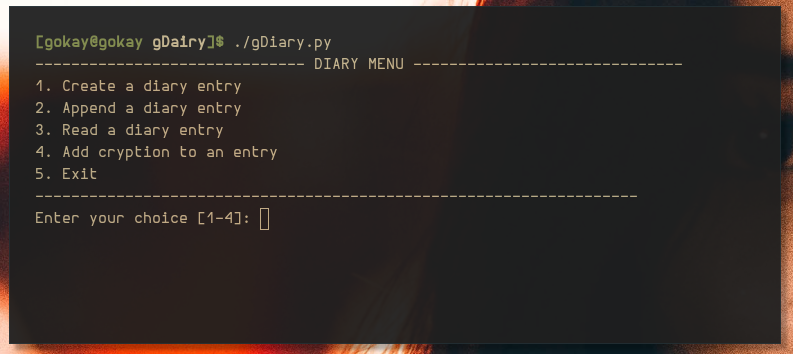 [gokay@gokay gDairy]$ ./gDiary.py
------------------------------ DIARY MENU ------------------------------
1. Create a diary entry
2. Append a diary entry
3. Read a diary entry
4. Add cryption to an entry
5. Exit
-------------------------------------------------------------------
Enter your choice [1-4]: